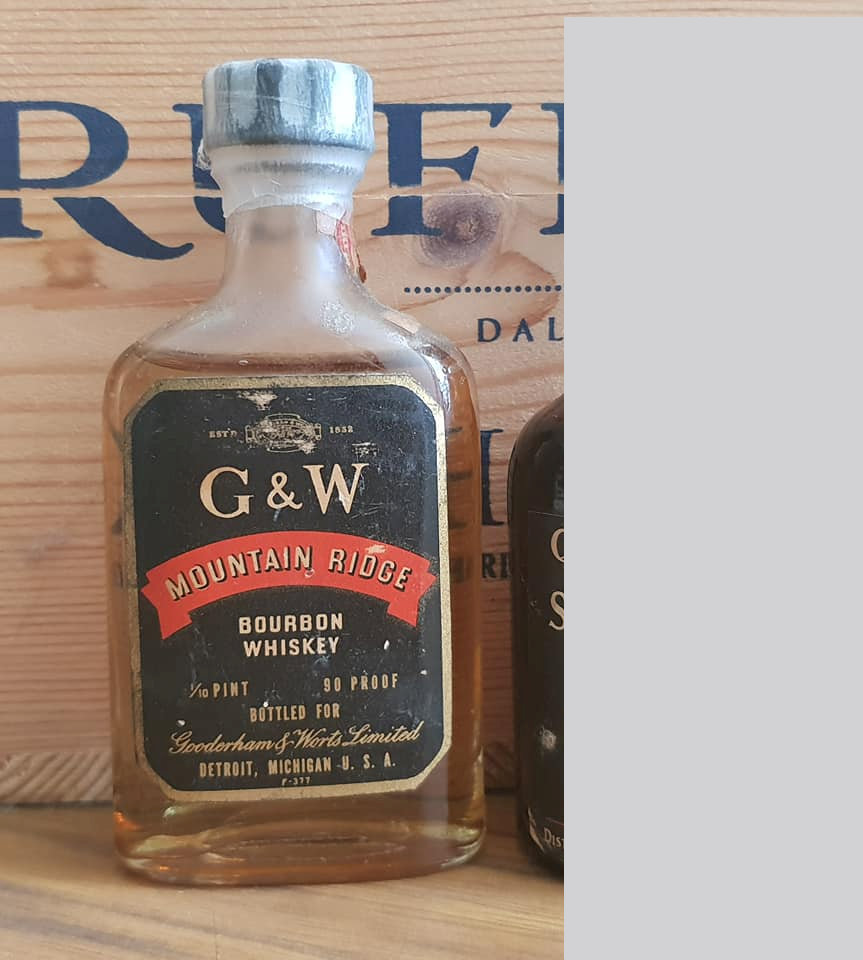 RUF
DAL
EST'D 1832
G & W
MOUNTAIN RIDGE
BOURBON
WHISKEY
1/10 PINT 90 PROOF
BOTTLED FOR
Gooderham & Worts Limited
DETROIT, MICHIGAN U. S. A.
F-377